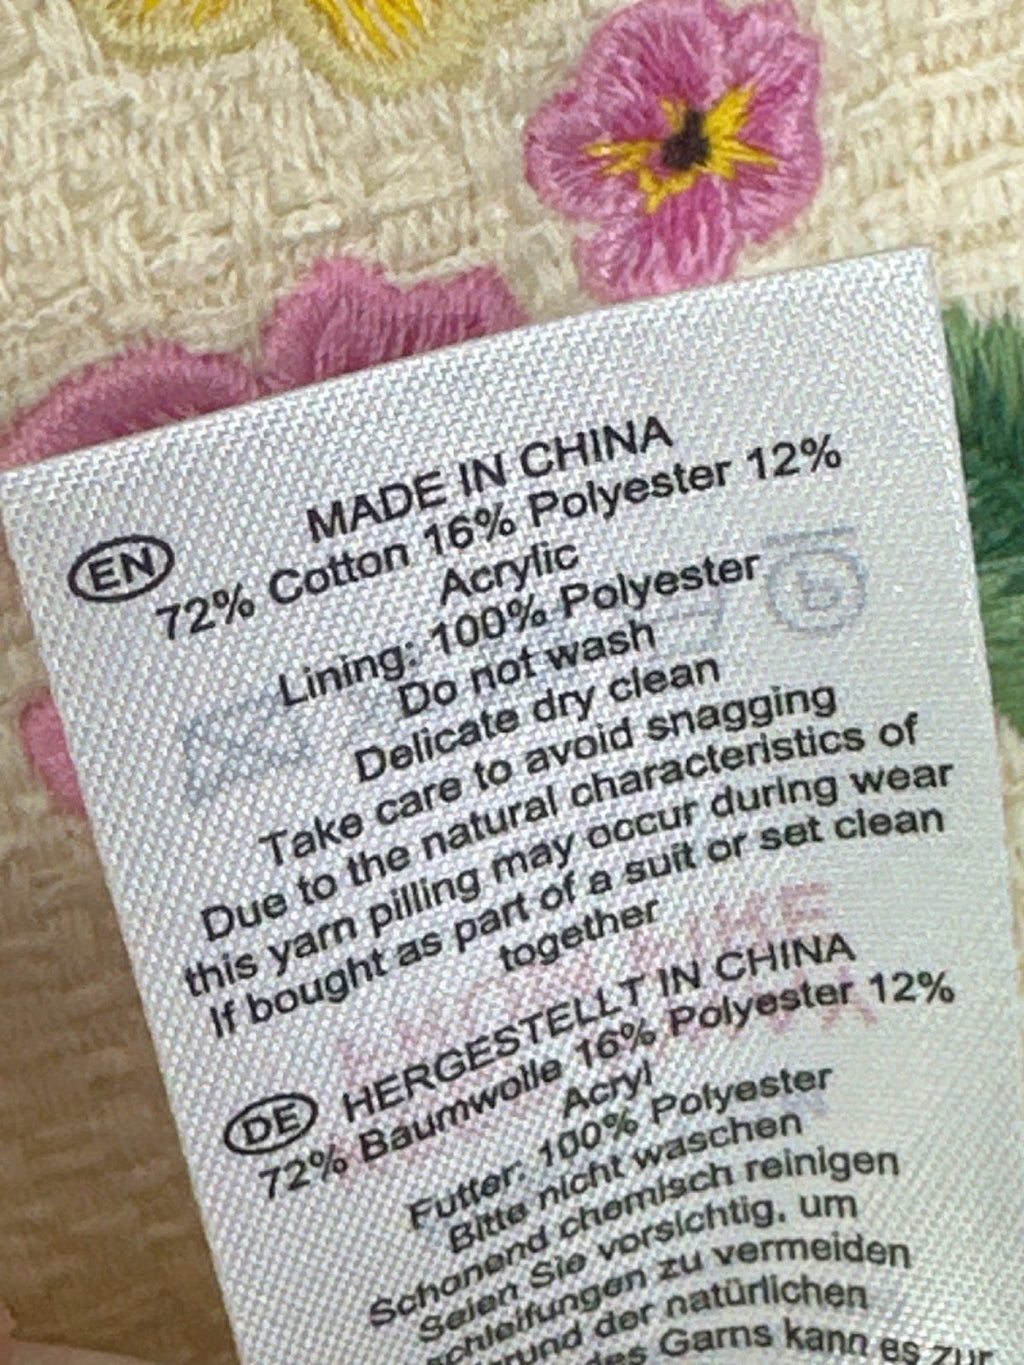 MADE IN CHINA
EN
72% Cotton 16% Polyester 12%
Acrylic
Lining: 100% Polyester
Do not wash
Delicate dry clean
Take care to avoid snagging
Due to the natural characteristics of
this yarn pilling may occur during wear
If bought as part of a suit or set clean
together
HERGESTELLT IN CHINA
DE
72% Baumwolle 16% Polyester 12%
Acryl
Futter: 100% Polyester
Bitte nicht waschen
Schonend chemisch reinigen
Seien Sie vorsichtig, um
chleifungen zu vermeiden
rund der natürlichen
des Garns kann es zur